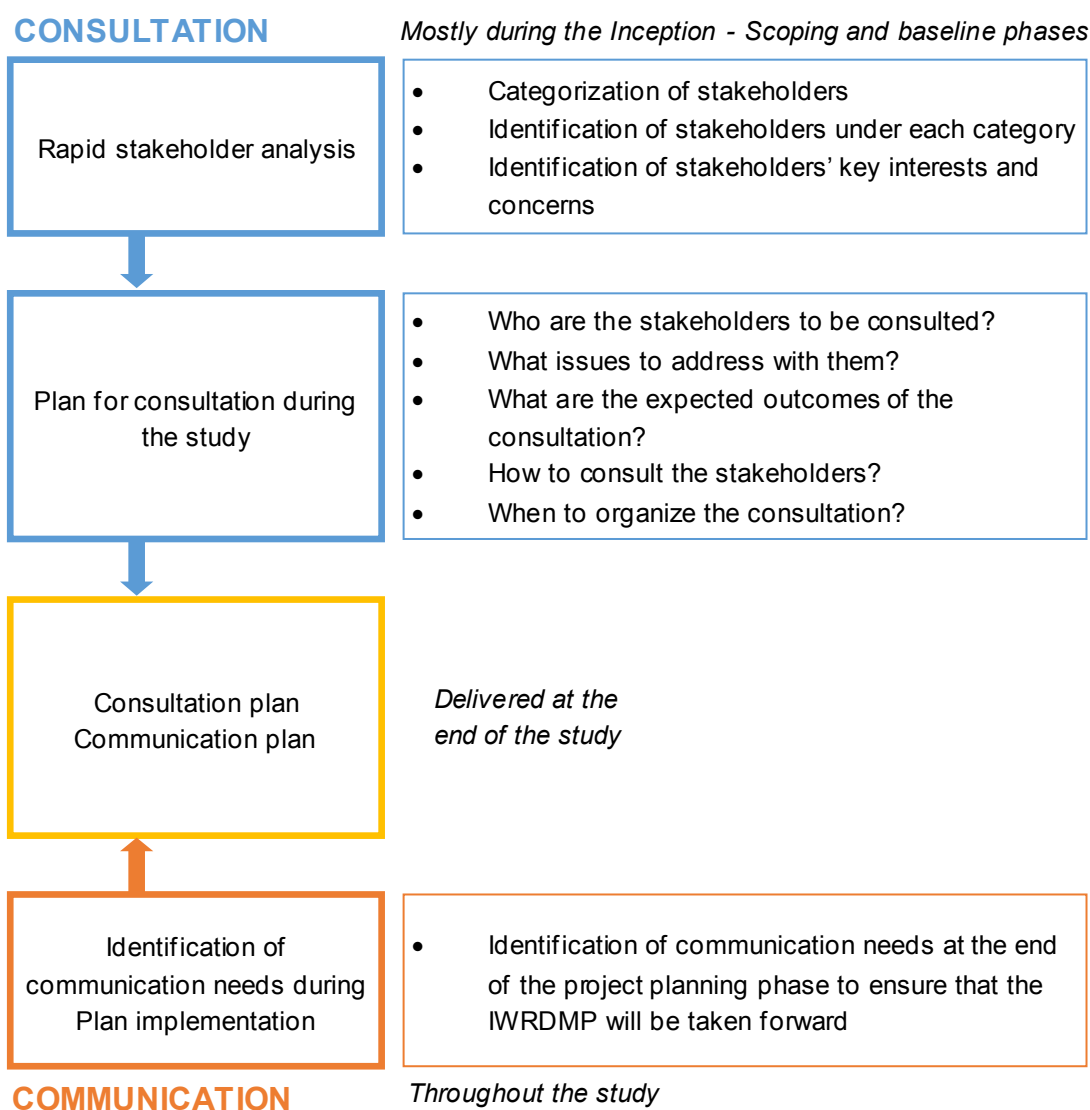 CONSULTATION
Mostly during the Inception - Scoping and baseline phases
Rapid stakeholder analysis
• Categorization of stakeholders
• Identification of stakeholders under each category
• Identification of stakeholders’ key interests and
concerns
Plan for consultation during
the study
• Who are the stakeholders to be consulted?
• What issues to address with them?
• What are the expected outcomes of the
consultation?
• How to consult the stakeholders?
• When to organize the consultation?
Consultation plan
Communication plan
Delivered at the
end of the study
Identification of
communication needs during
Plan implementation
• Identification of communication needs at the end
of the project planning phase to ensure that the
IWRDMP will be taken forward
COMMUNICATION
Throughout the study